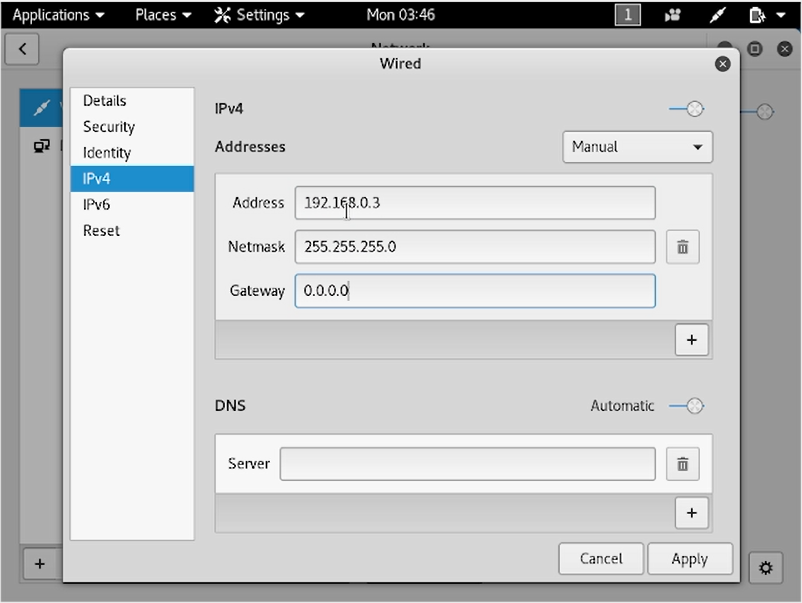 Applications Places Settings Mon 03:46 1
Wired
Details
Security
Identity
IPv4
IPv6
Reset
IPv4
Addresses Manual
Address 192.168.0.3
Netmask 255.255.255.0
Gateway 0.0.0.0
+
DNS Automatic
Server
+
+
Cancel Apply